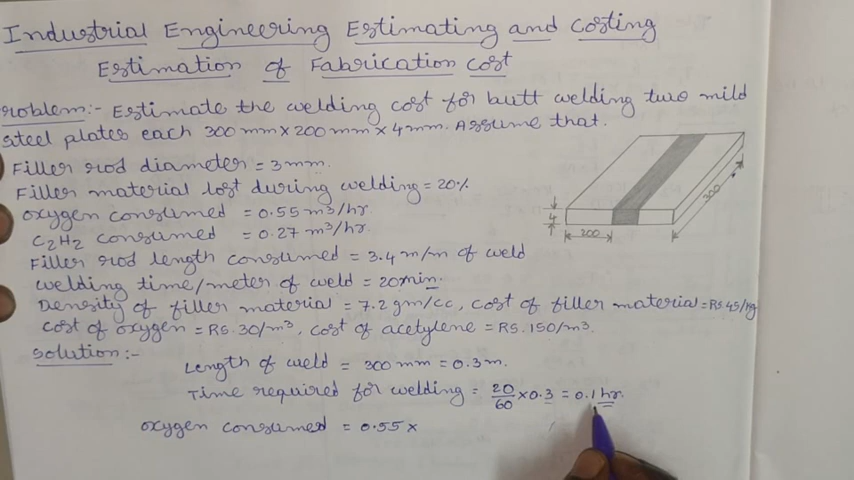 Industrial Engineering Estimating and Costing
Estimation of Fabrication cost
roblem:- Estimate the welding cost for butt welding two mild
steel plates each 300 mm × 200 mm × 4 mm. Assume that.
Filler rod diameter = 3 mm.
Filler material lost during welding = 20%
oxygen consumed = 0.55 m³/hr.
C2H2 consumed = 0.27 m³/hr.
Filler rod length consumed = 3.4 m/m of weld
welding time/meter of weld = 20 min.
Density of filler material = 7.2 gm/cc, cost of filler material = RS.45/kg
cost of oxygen = RS.30/m³, cost of acetylene = RS.150/m³.
4
200
300
Solution:-
Length of weld = 300 mm = 0.3 m.
Time required for welding = 20/60 × 0.3 = 0.1 hr.
oxygen consumed = 0.55 ×